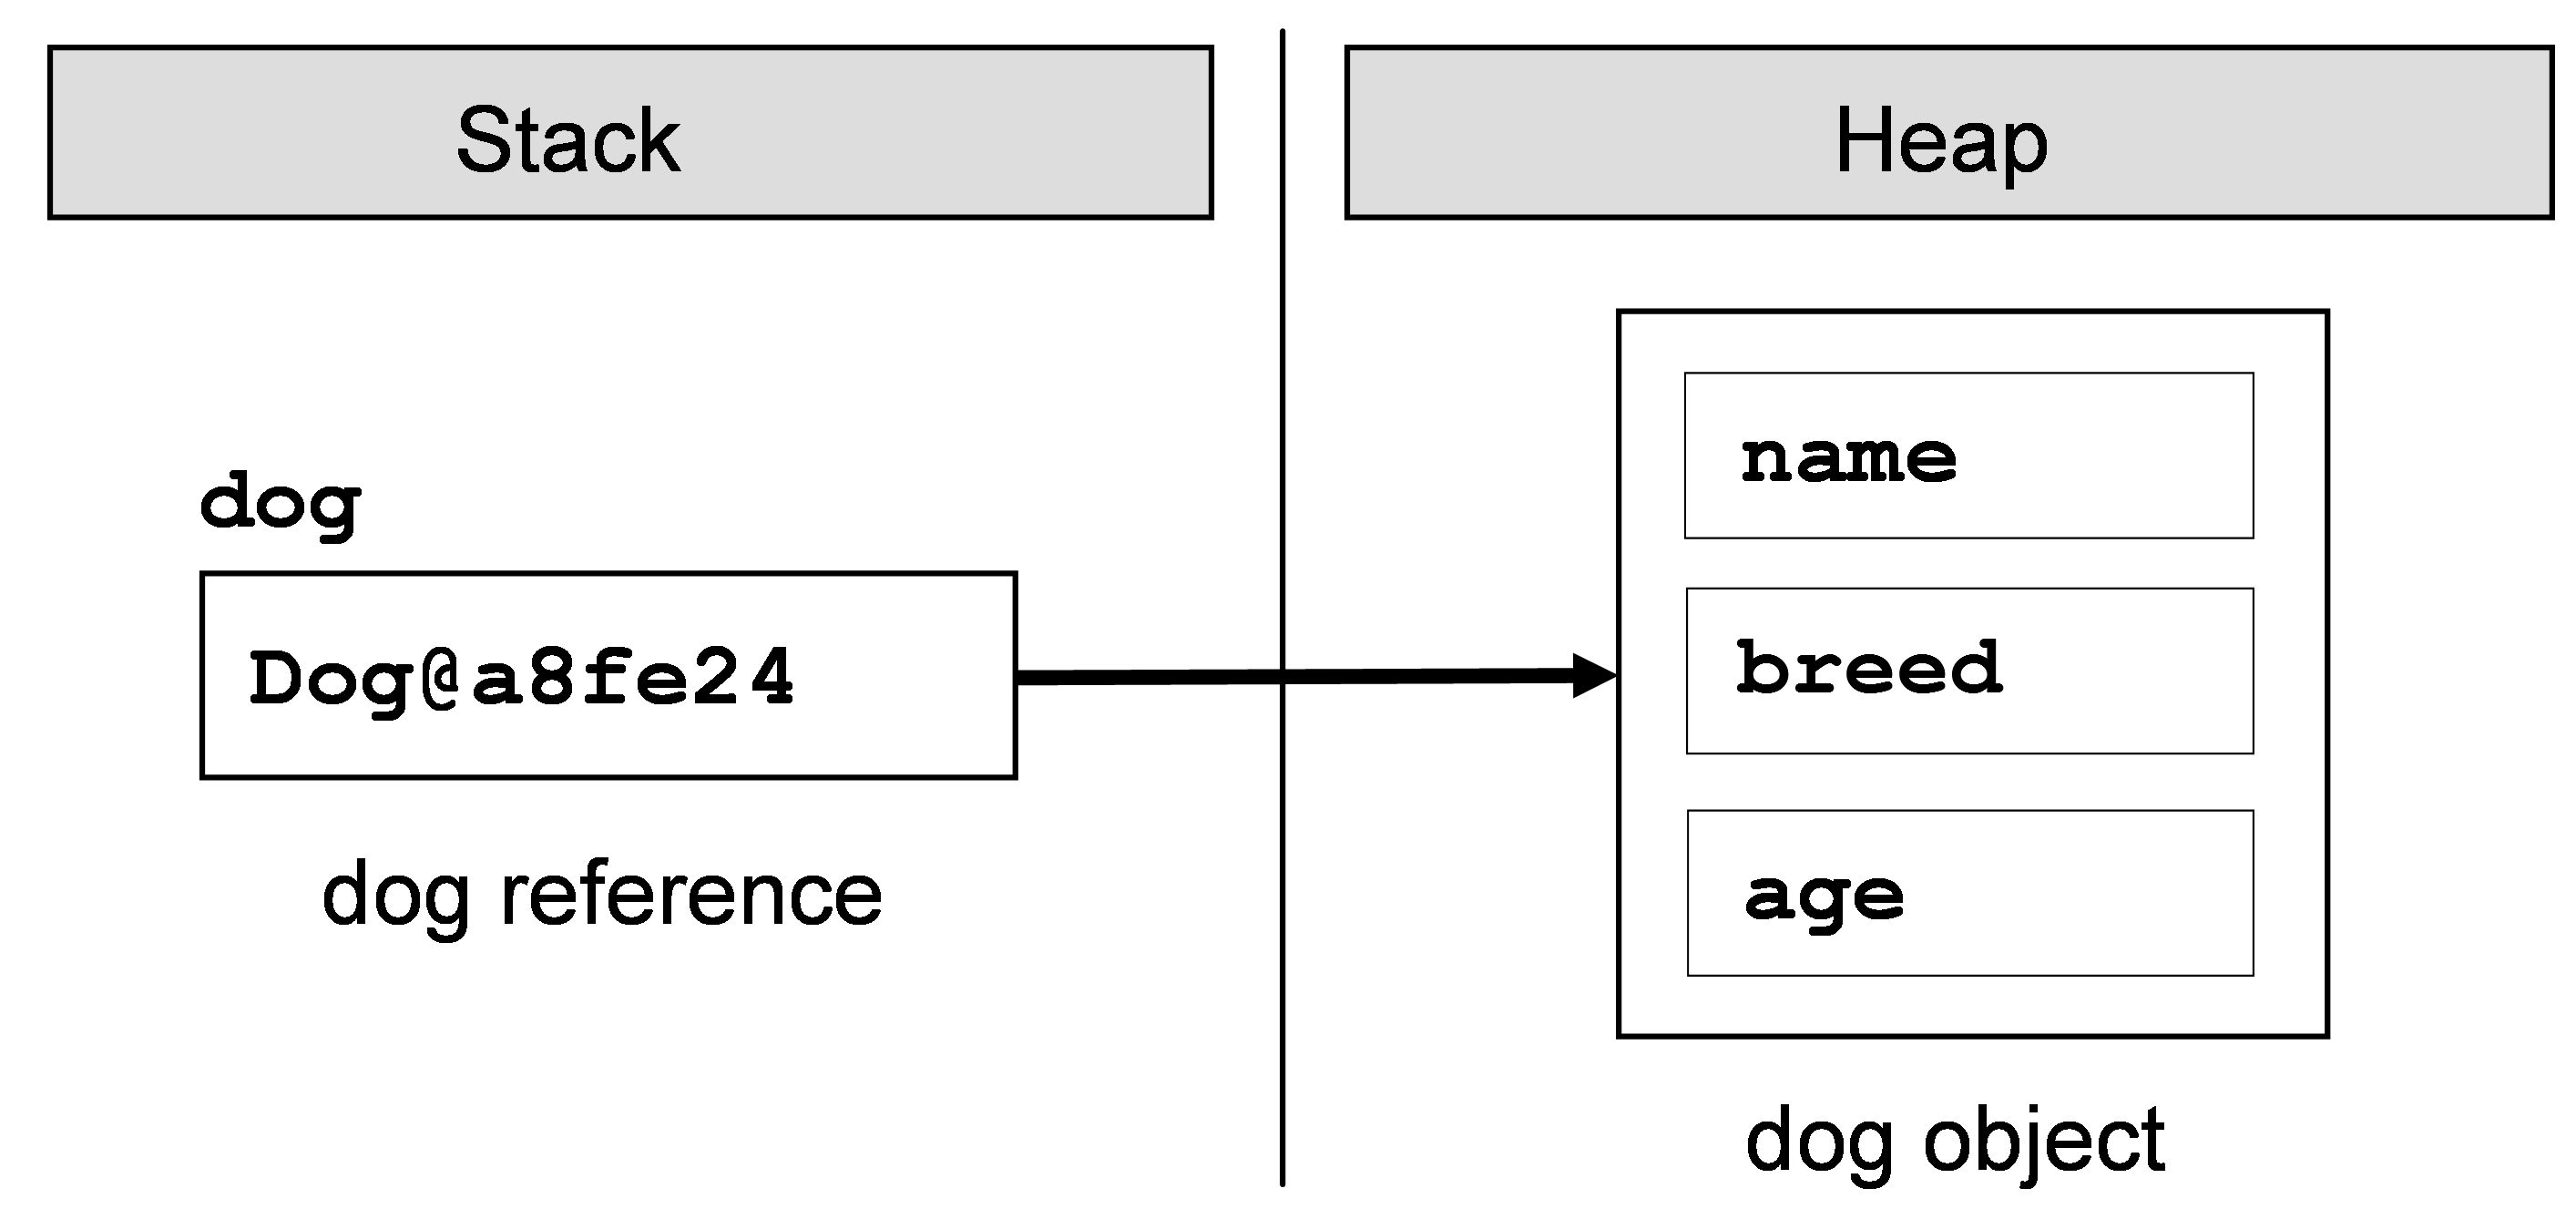 Stack
Heap
dog
Dog@a8fe24
dog reference
name
breed
age
dog object